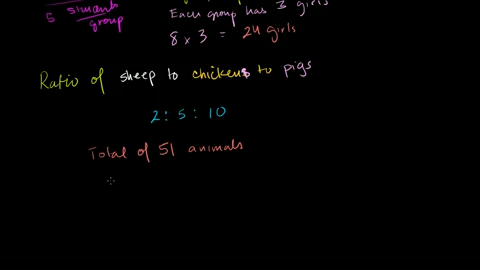 5 students
group
Each group has 3 girls
8 × 3 = 24 girls
Ratio of sheep to chickens to pigs
2 : 5 : 10
Total of 51 animals